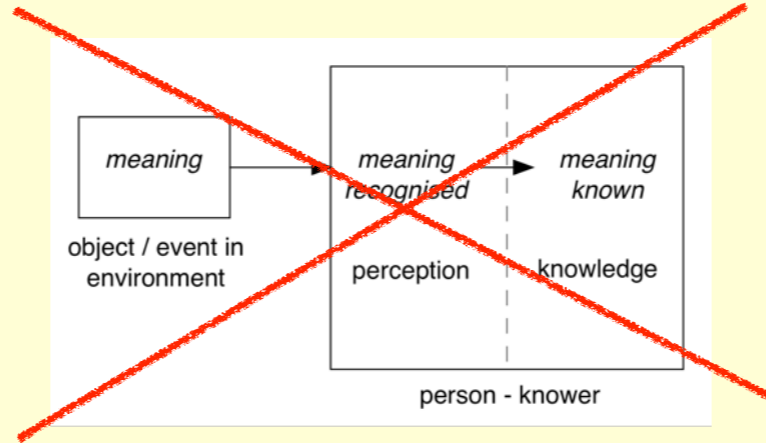 meaning
object / event in
environment
meaning
recognised
meaning
known
perception
knowledge
person - knower